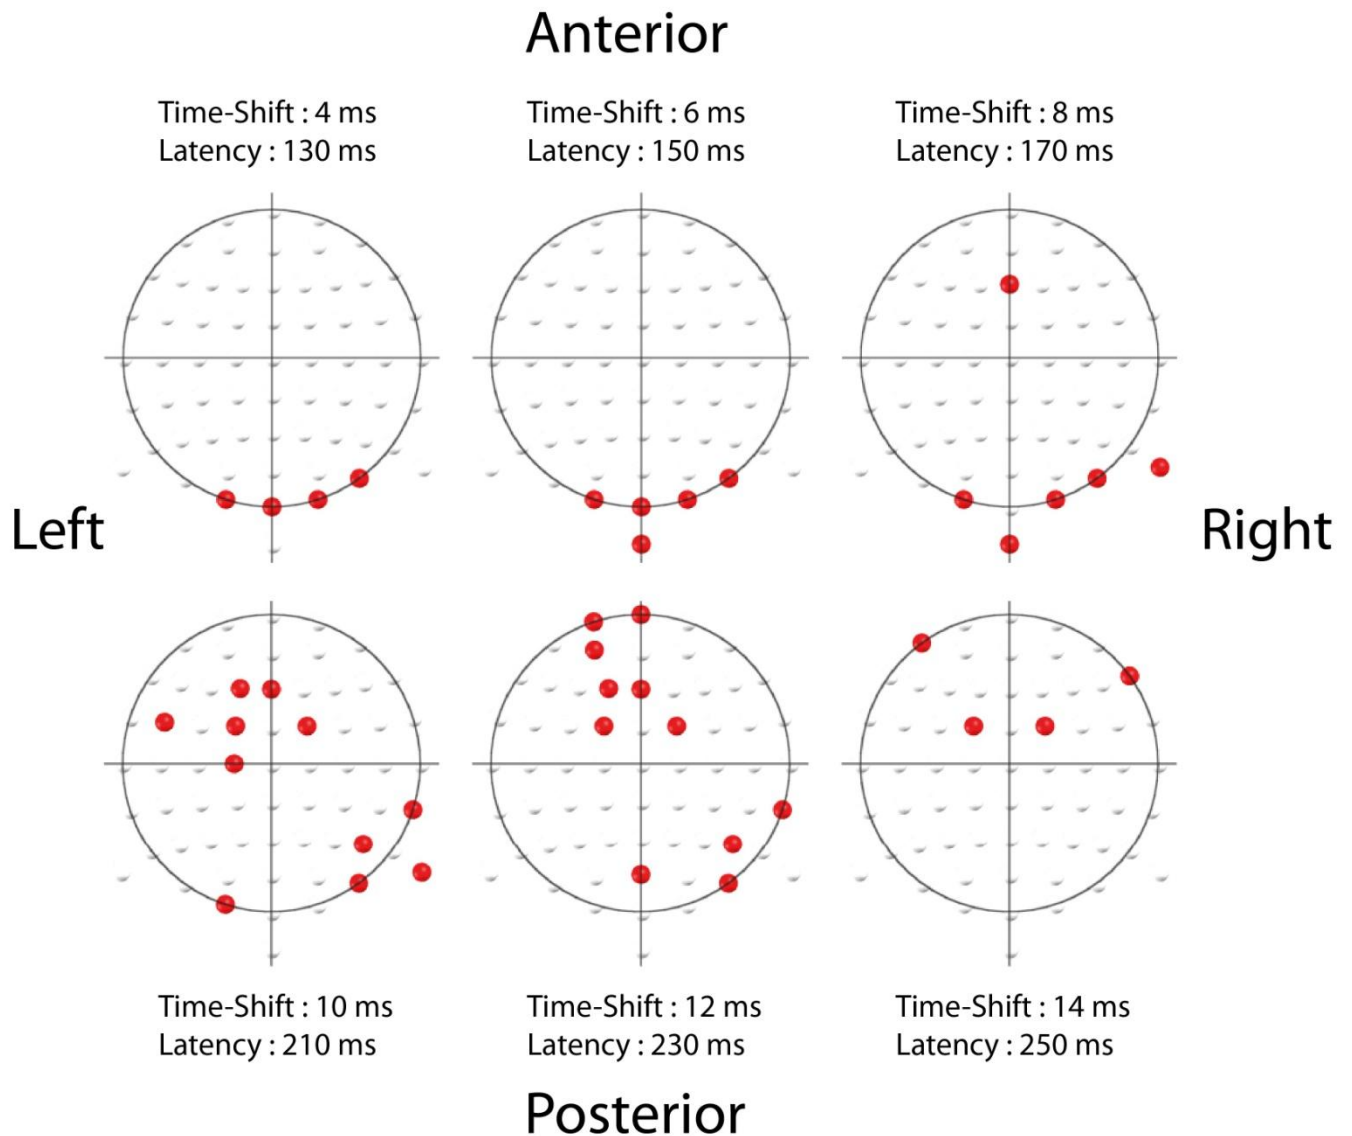 Anterior
Time-Shift : 4 ms
Latency : 130 ms
Time-Shift : 6 ms
Latency : 150 ms
Time-Shift : 8 ms
Latency : 170 ms
Left
Right
Time-Shift : 10 ms
Latency : 210 ms
Time-Shift : 12 ms
Latency : 230 ms
Time-Shift : 14 ms
Latency : 250 ms
Posterior